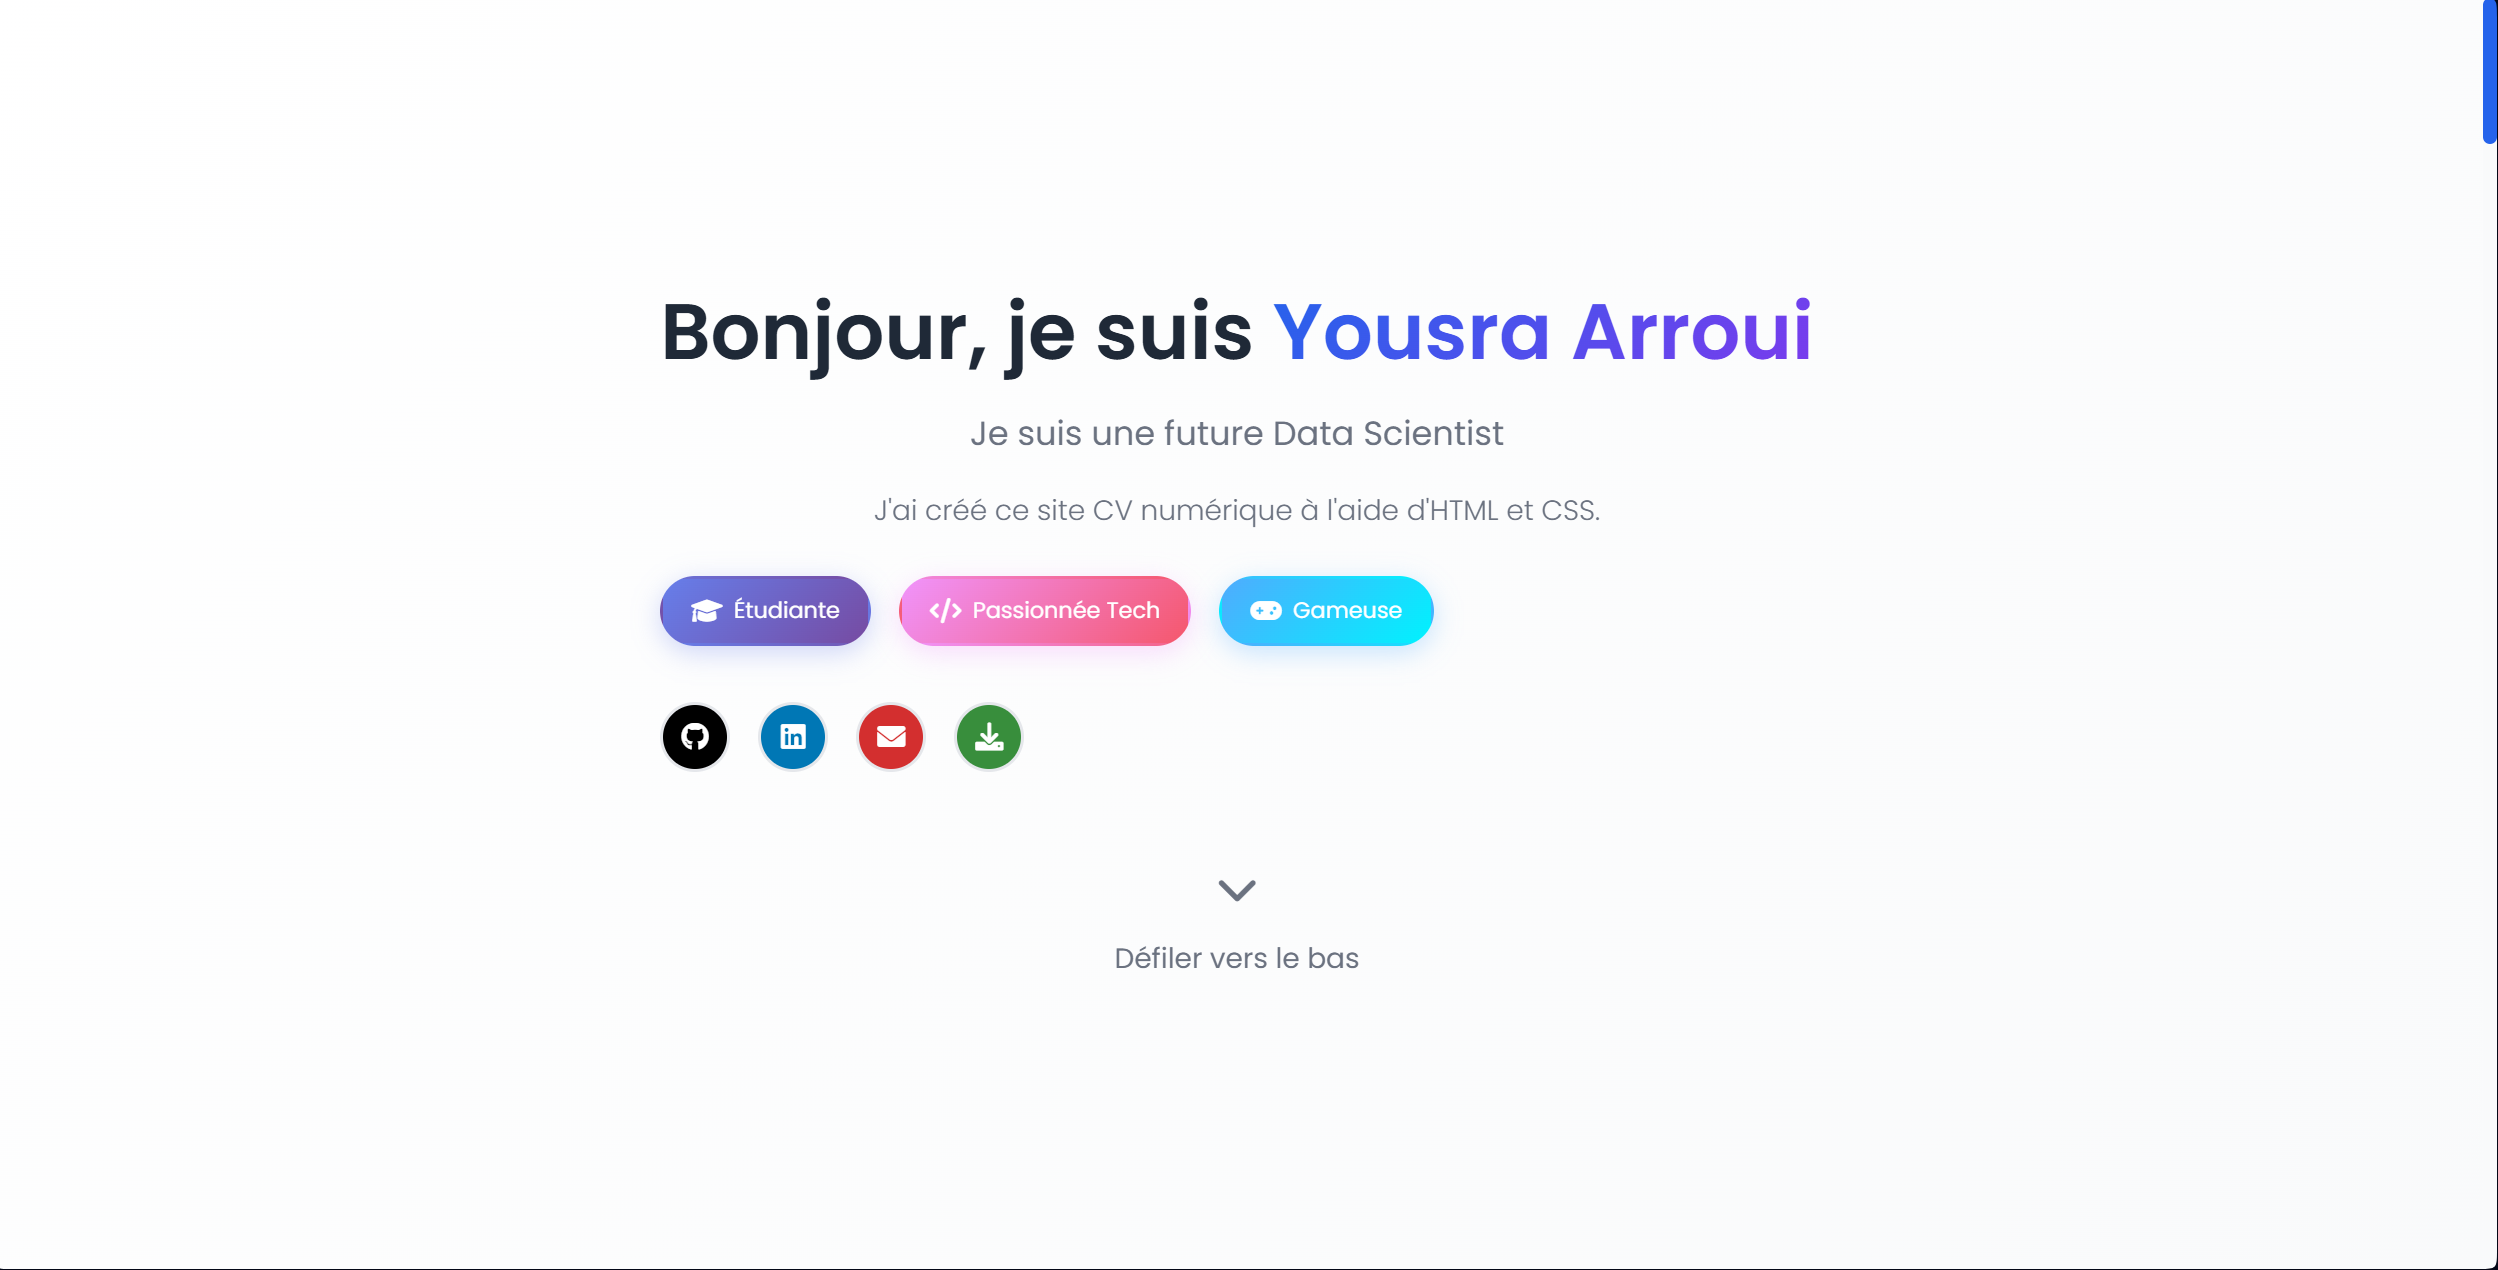 Bonjour, je suis Yousra Arroui
Je suis une future Data Scientist
J'ai créé ce site CV numérique à l'aide d'HTML et CSS.
Étudiante
Passionnée Tech
Gameuse
in
Défiler vers le bas